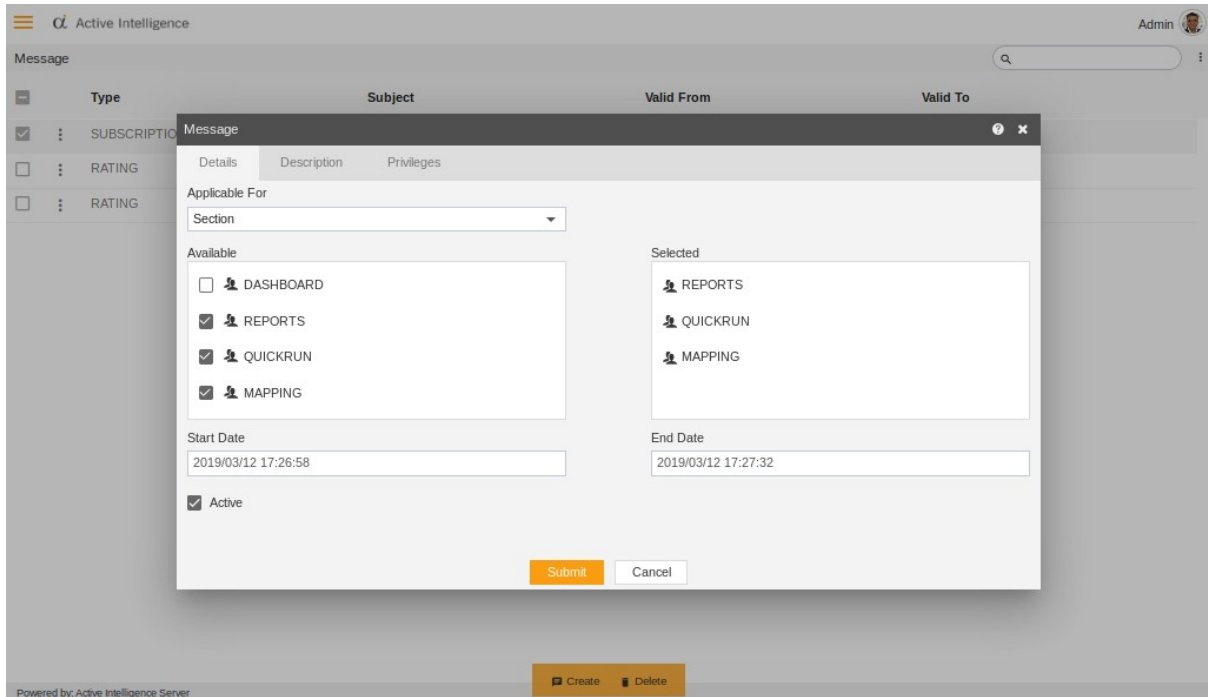 Active Intelligence
Admin
Message
Type Subject Valid From Valid To
SUBSCRIPTIO
RATING
RATING
Message
Details Description Privileges
Applicable For
Section
Available
DASHBOARD
REPORTS
QUICKRUN
MAPPING
Selected
REPORTS
QUICKRUN
MAPPING
Start Date
2019/03/12 17:26:58
End Date
2019/03/12 17:27:32
Active
Submit Cancel
Create Delete
Powered by: Active Intelligence Server